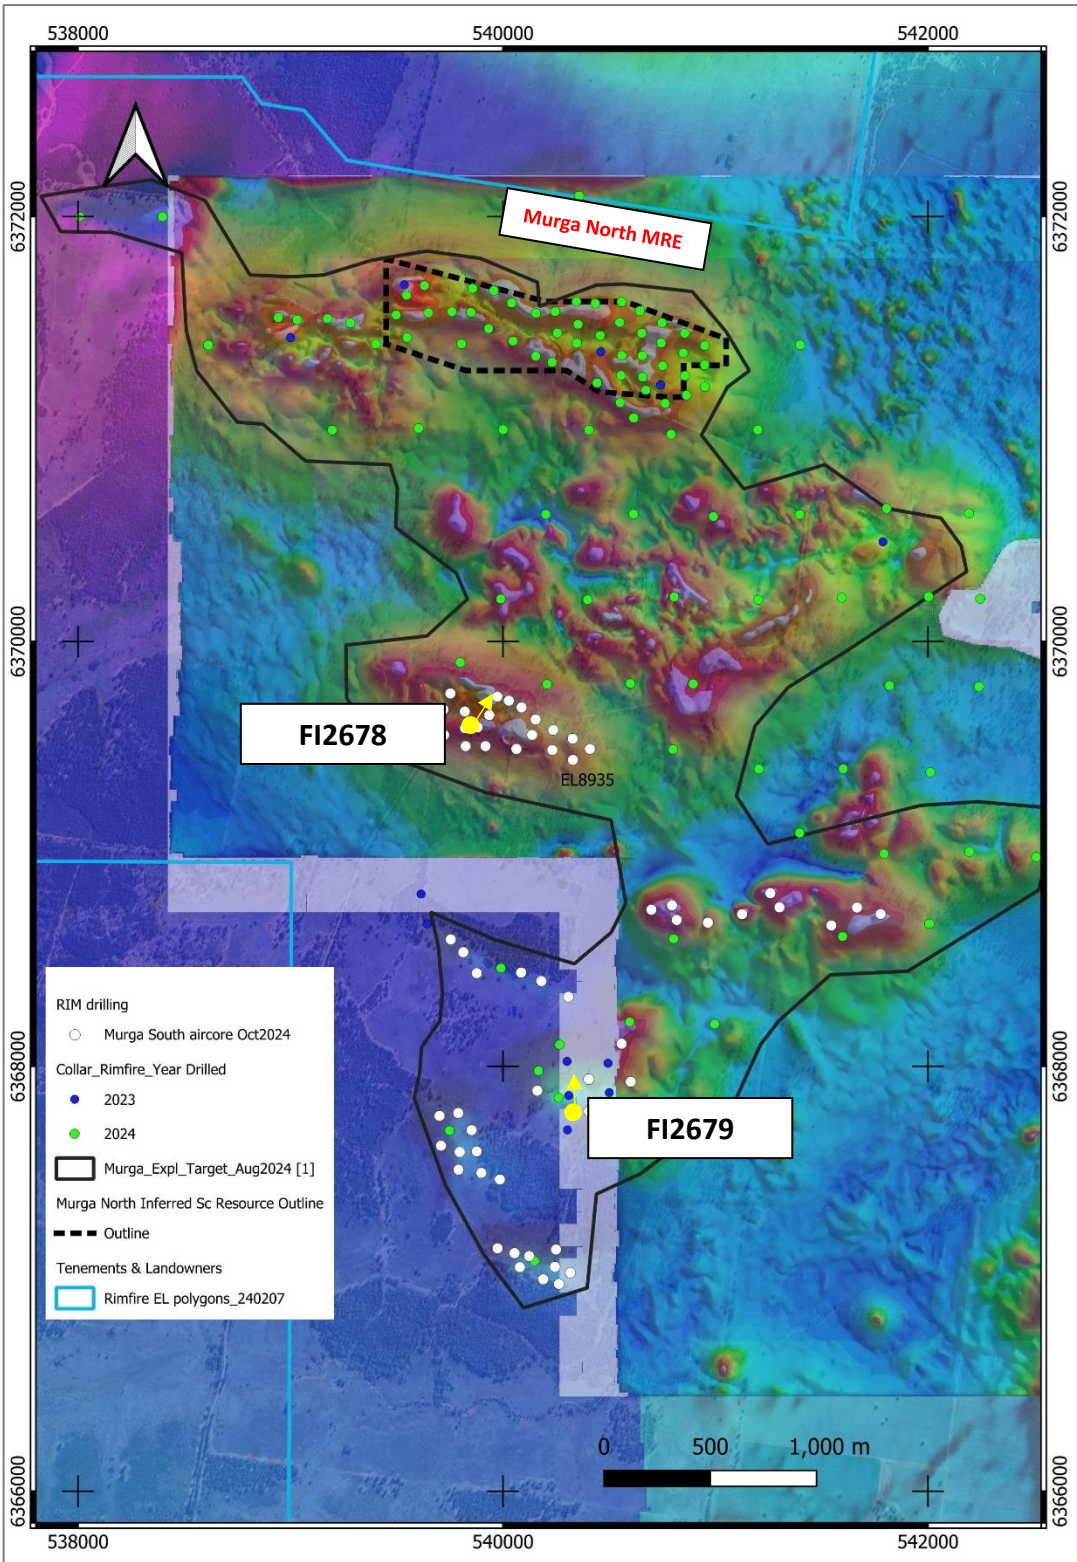 538000
540000
542000
6372000
6372000
Murga North MRE
6370000
6370000
FI2678
EL8935
RIM drilling
Murga South aircore Oct2024
Collar_Rimfire_Year Drilled
2023
2024
Murga_Expl_Target_Aug2024 [1]
Murga North Inferred Sc Resource Outline
Outline
Tenements & Landowners
Rimfire EL polygons_240207
6368000
6368000
FI2679
0 500 1,000 m
6366000
6366000
538000
540000
542000